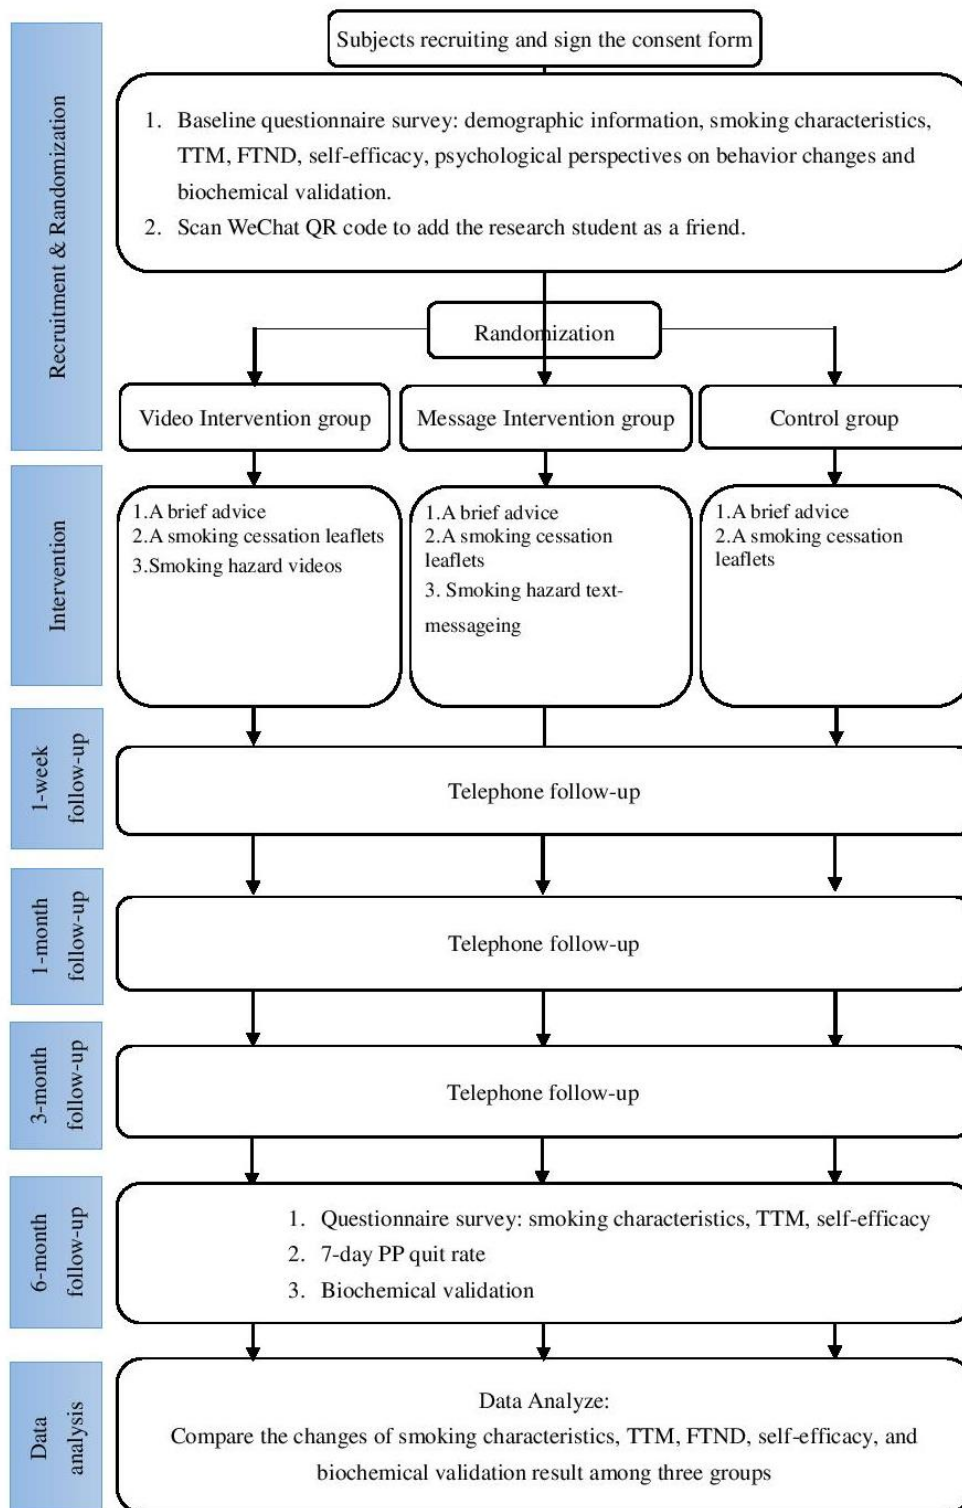 Recruitment & Randomization
Subjects recruiting and sign the consent form
1. Baseline questionnaire survey: demographic information, smoking characteristics,
TTM, FTND, self-efficacy, psychological perspectives on behavior changes and
biochemical validation.
2. Scan WeChat QR code to add the research student as a friend.
Randomization
Video Intervention group
Message Intervention group
Control group
Intervention
1.A brief advice
2.A smoking cessation leaflets
3.Smoking hazard videos
1.A brief advice
2.A smoking cessation
leaflets
3. Smoking hazard text-
messageing
1.A brief advice
2.A smoking cessation
leaflets
1-week
follow-up
Telephone follow-up
1-month
follow-up
Telephone follow-up
3-month
follow-up
Telephone follow-up
6-month
follow-up
1. Questionnaire survey: smoking characteristics, TTM, self-efficacy
2. 7-day PP quit rate
3. Biochemical validation
Data
analysis
Data Analyze:
Compare the changes of smoking characteristics, TTM, FTND, self-efficacy, and
biochemical validation result among three groups